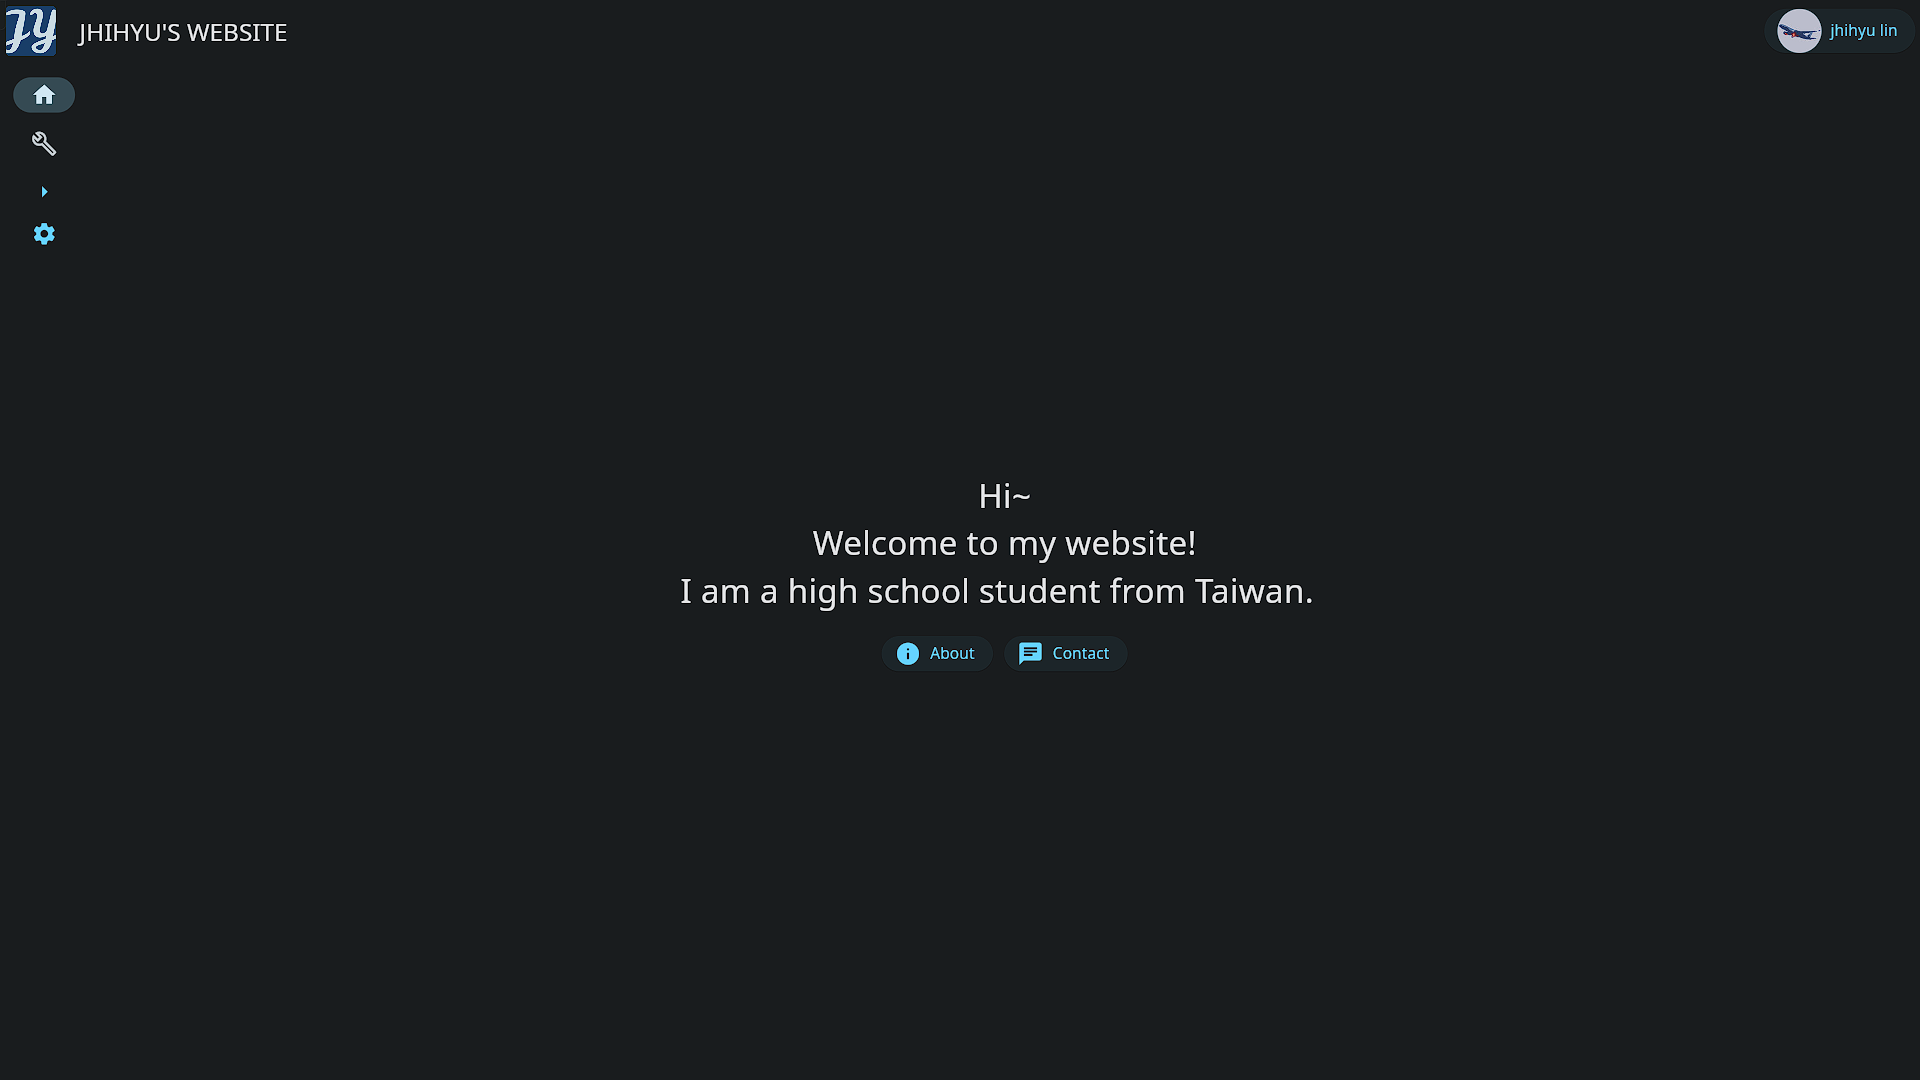 JY
JHIHYU'S WEBSITE
jhihyu lin
Hi~
Welcome to my website!
I am a high school student from Taiwan.
About
Contact